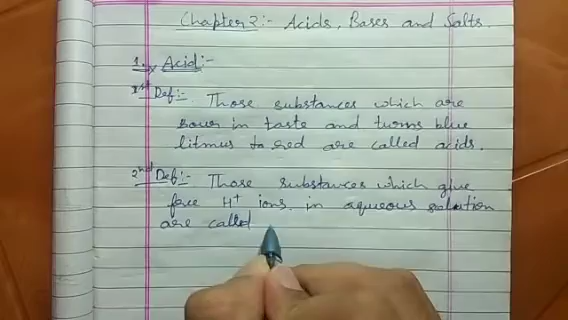 Chapter 2:- Acids, Bases and Salts.
1. Acid:-
1st Def:- Those substances which are
sour in taste and turns blue
litmus to red are called acids.
2nd Def:- Those substances which give
free H+ ions in aqueous solution
are called